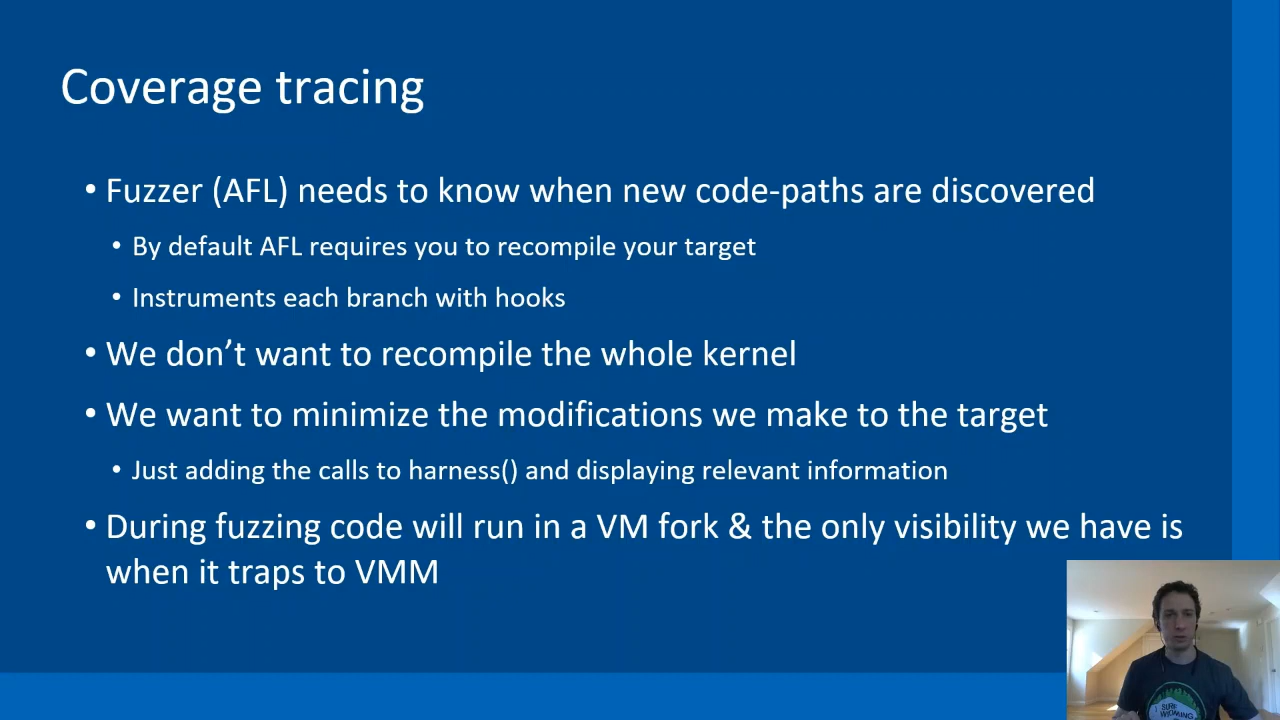 Coverage tracing
• Fuzzer (AFL) needs to know when new code-paths are discovered
• By default AFL requires you to recompile your target
• Instruments each branch with hooks
• We don’t want to recompile the whole kernel
• We want to minimize the modifications we make to the target
• Just adding the calls to harness() and displaying relevant information
• During fuzzing code will run in a VM fork & the only visibility we have is
when it traps to VMM
SURF
WYOMING